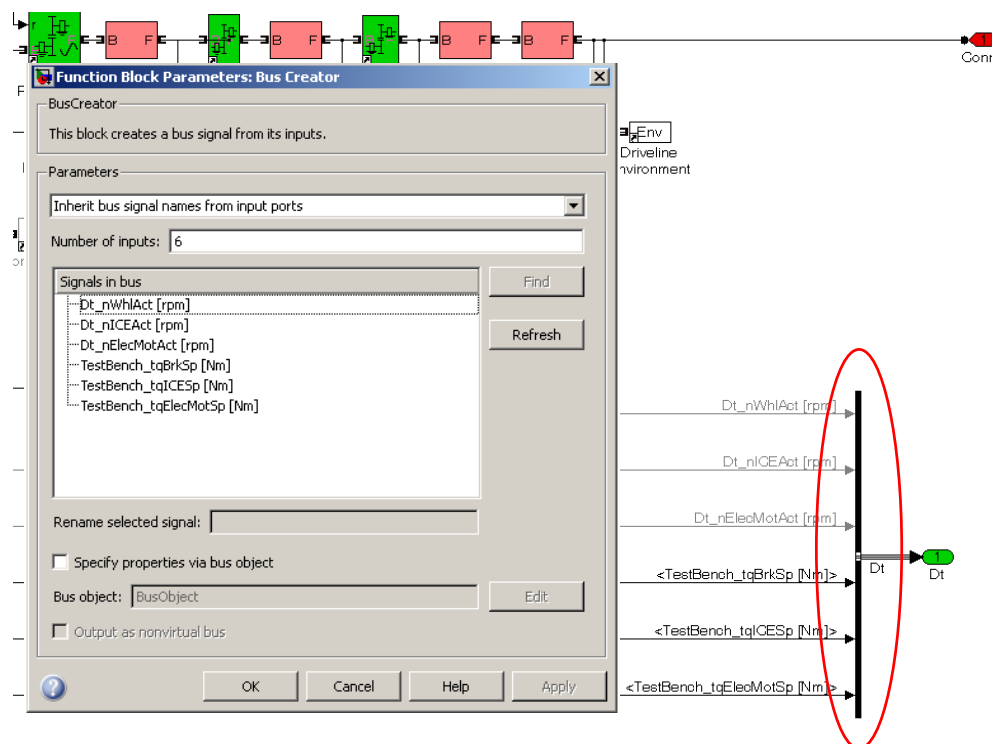 r
B F
B F
B F
B F
1
Conn
Function Block Parameters: Bus Creator
F
BusCreator
This block creates a bus signal from its inputs.
Env
Driveline
nvironment
Parameters
Inherit bus signal names from input ports
Number of inputs: 6
or
Signals in bus
Find
Dt_nWhlAct [rpm]
Dt_nICEAct [rpm]
Refresh
Dt_nElecMotAct [rpm]
TestBench_tqBrkSp [Nm]
TestBench_tqICESp [Nm]
TestBench_tqElecMotSp [Nm]
Dt_nWhlAct [rpm]
Dt_nICEAct [rpm]
Rename selected signal:
Dt_nElecMotAct [rpm]
Specify properties via bus object
1
Dt
Dt
<TestBench_tqBrkSp [Nm]>
Bus object: BusObject
Edit
Output as nonvirtual bus
<TestBench_tqICESp [Nm]>
?
OK
Cancel
Help
Apply
<TestBench_tqElecMotSp [Nm]>